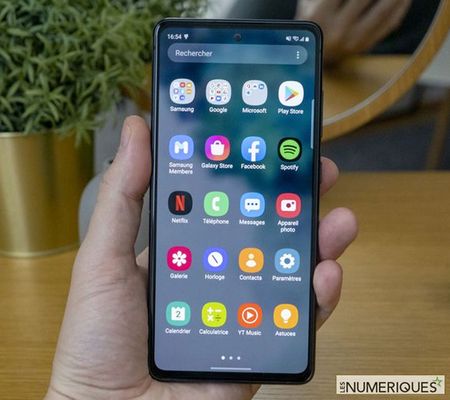 16:54
Rechercher
Samsung Google Microsoft Play Store
Samsung Members Galaxy Store Facebook Spotify
Netflix Téléphone Messages Appareil photo
Galerie Horloge Contacts Paramètres
2
Calendrier Calculatrice YT Music Astuces
LES NUMERIQUES